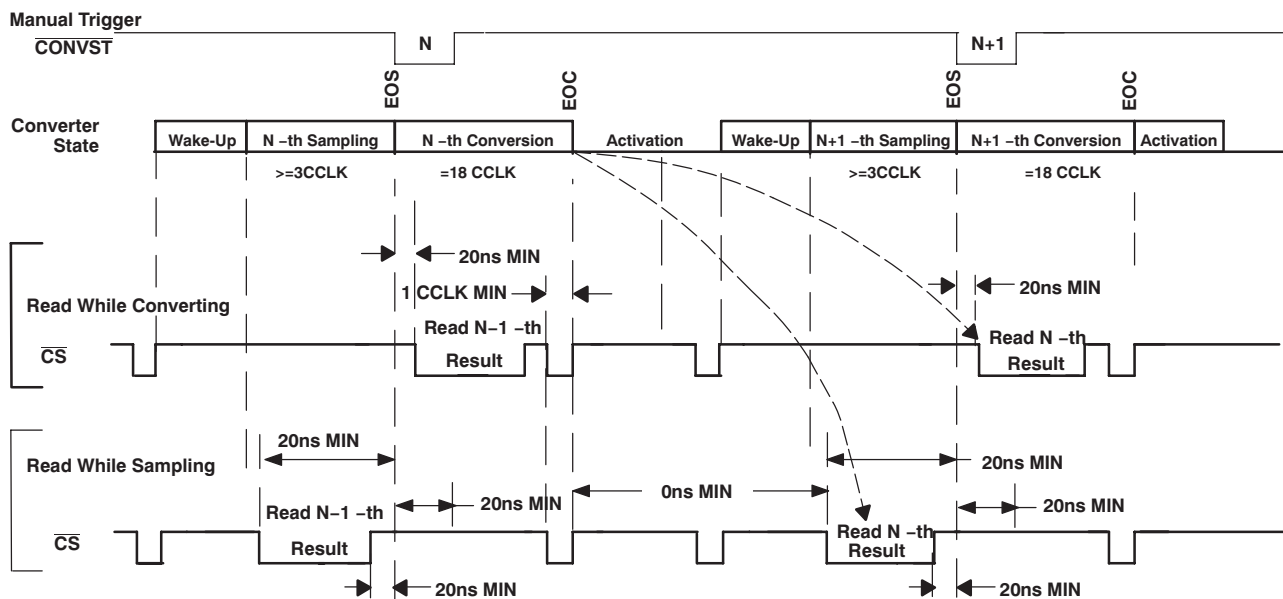 Manual Trigger
CONVST
N
N+1
EOS
EOC
EOS
EOC
Converter
State
Wake-Up
N −th Sampling
N −th Conversion
Activation
Wake-Up
N+1 −th Sampling
N+1 −th Conversion
Activation
>=3CCLK
=18 CCLK
>=3CCLK
=18 CCLK
20ns MIN
20ns MIN
1 CCLK MIN
Read While Converting
Read N−1 −th
Result
Read N −th
Result
CS
20ns MIN
Read While Sampling
20ns MIN
0ns MIN
20ns MIN
20ns MIN
Read N−1 −th
Result
Read N −th
Result
CS
20ns MIN
20ns MIN